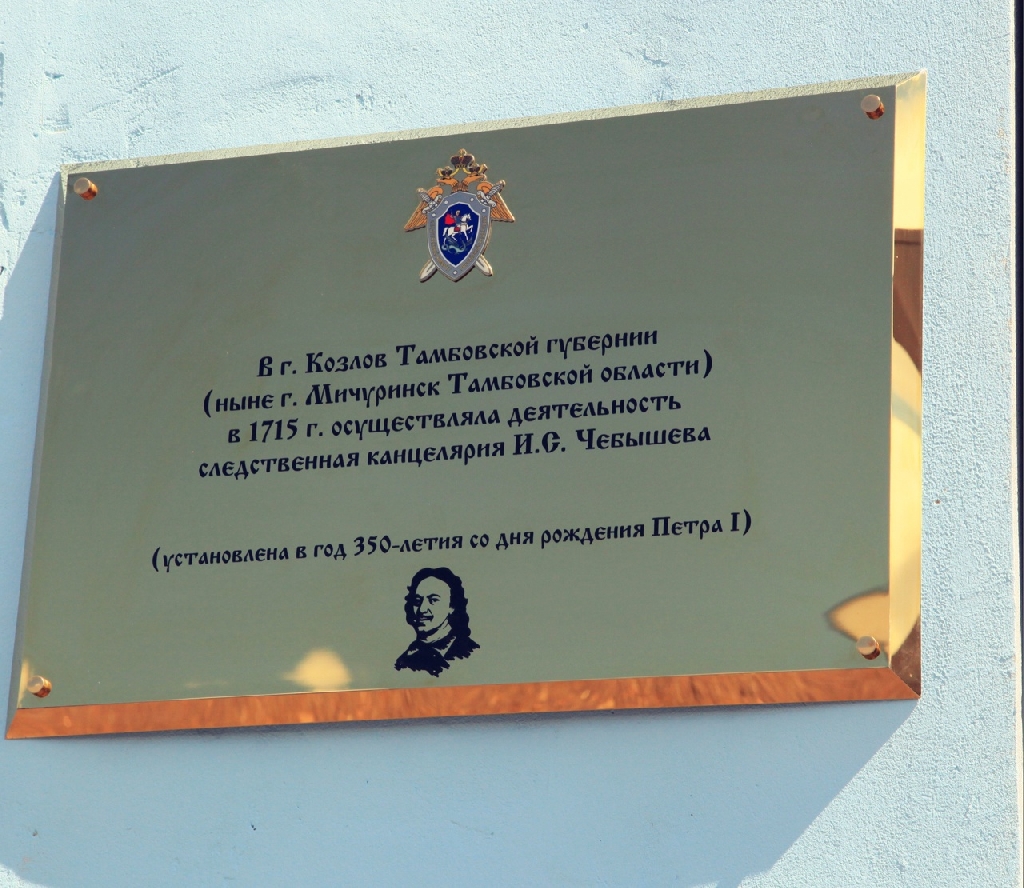 В г. Козлов Тамбовской губернии
(ныне г. Мичуринск Тамбовской области)
в 1715 г. осуществляла деятельность
следственная канцелярия И.С. Чебышева
(установлена в год 350-летия со дня рождения Петра I)